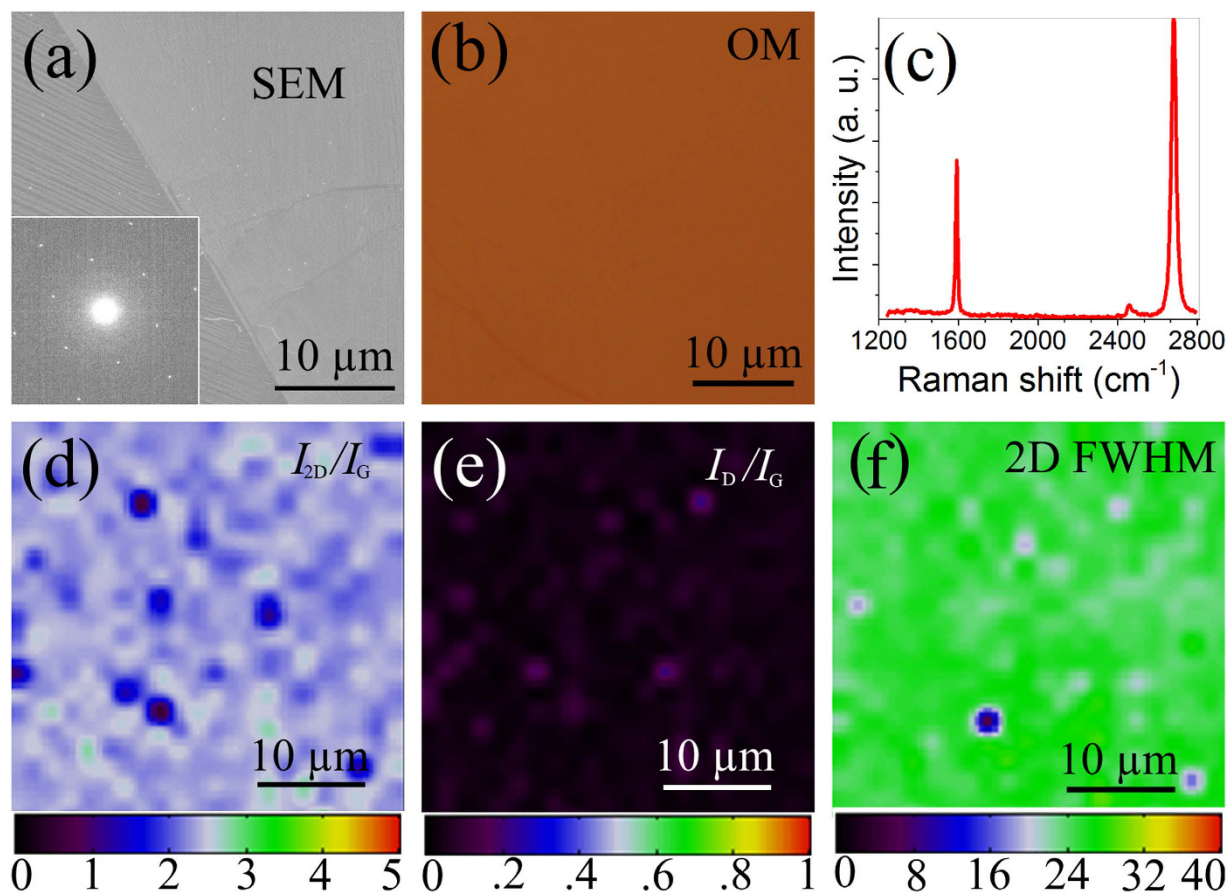 (a)
SEM
10 µm
(b)
OM
10 µm
(c)
Intensity (a. u.)
1200 1600 2000 2400 2800
Raman shift (cm⁻¹)
(d)
I2D/IG
10 µm
0 1 2 3 4 5
(e)
ID/IG
10 µm
0 .2 .4 .6 .8 1
(f)
2D FWHM
10 µm
0 8 16 24 32 40